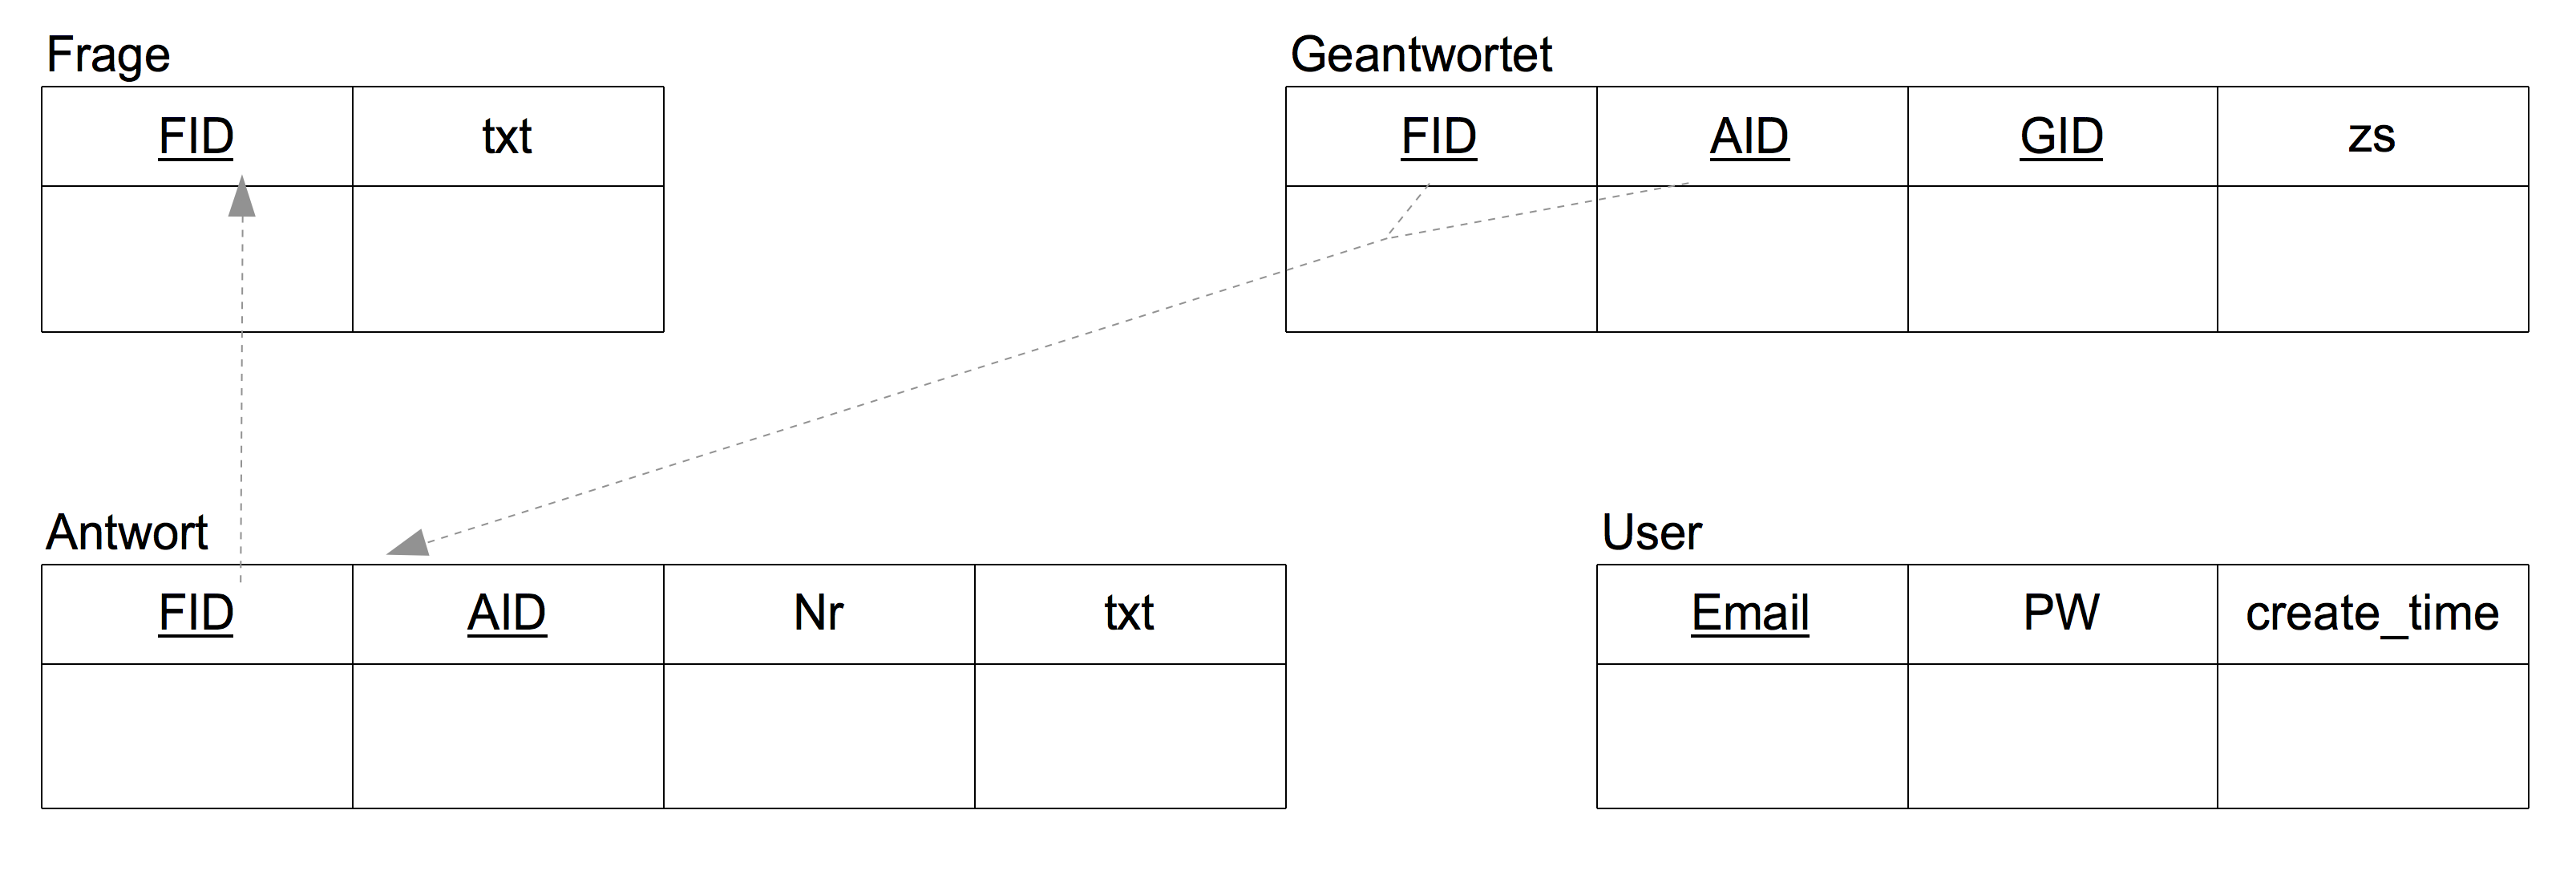 Frage
FID txt
Geantwortet
FID AID GID zs
Antwort
FID AID Nr txt
User
Email PW create_time